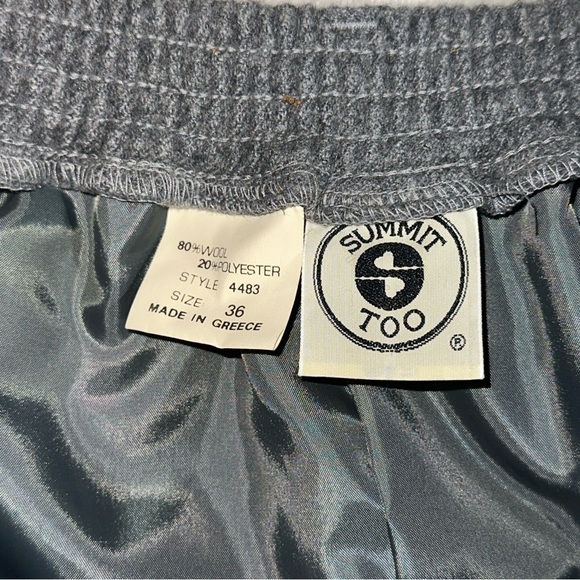 80%WOOL
20%POLYESTER
STYLE 4483
SIZE 36
MADE IN GREECE
SUMMIT
TOO
®